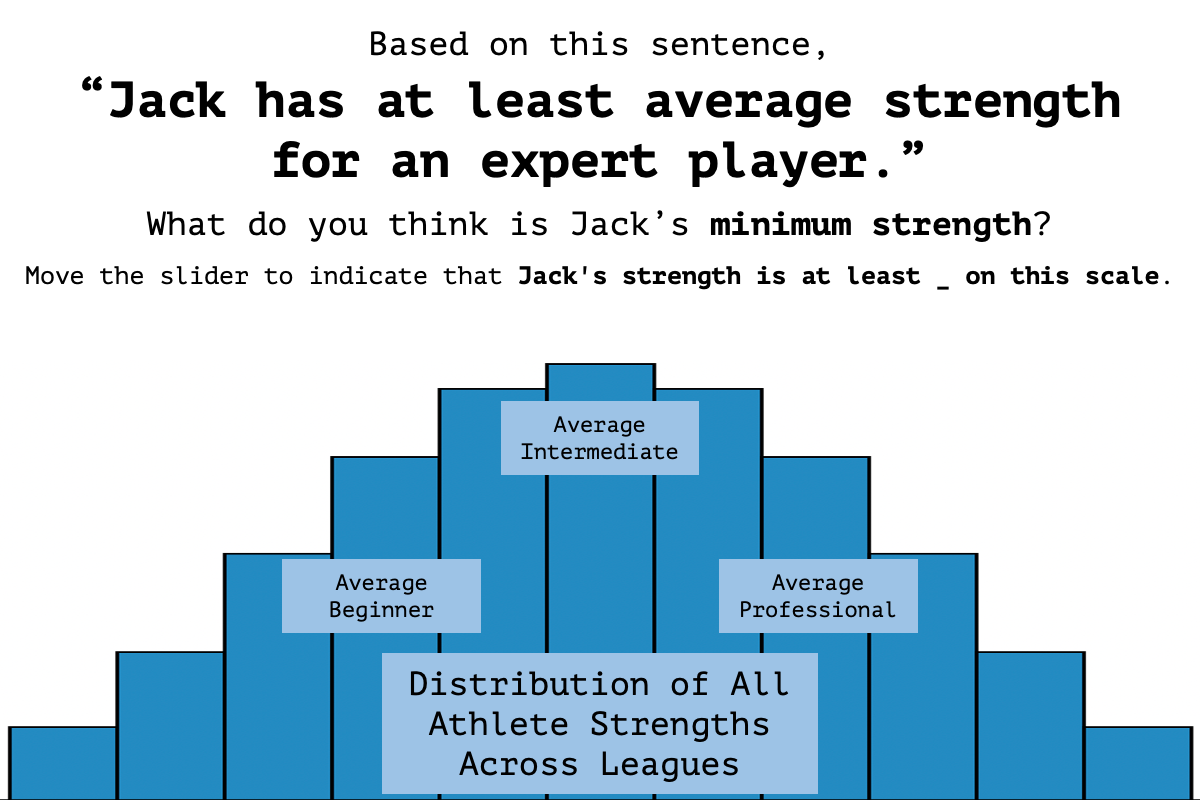 Based on this sentence,
“Jack has at least average strength
for an expert player.”
What do you think is Jack’s minimum strength?
Move the slider to indicate that Jack's strength is at least _ on this scale.
Average
Intermediate
Average
Beginner
Average
Professional
Distribution of All
Athlete Strengths
Across Leagues